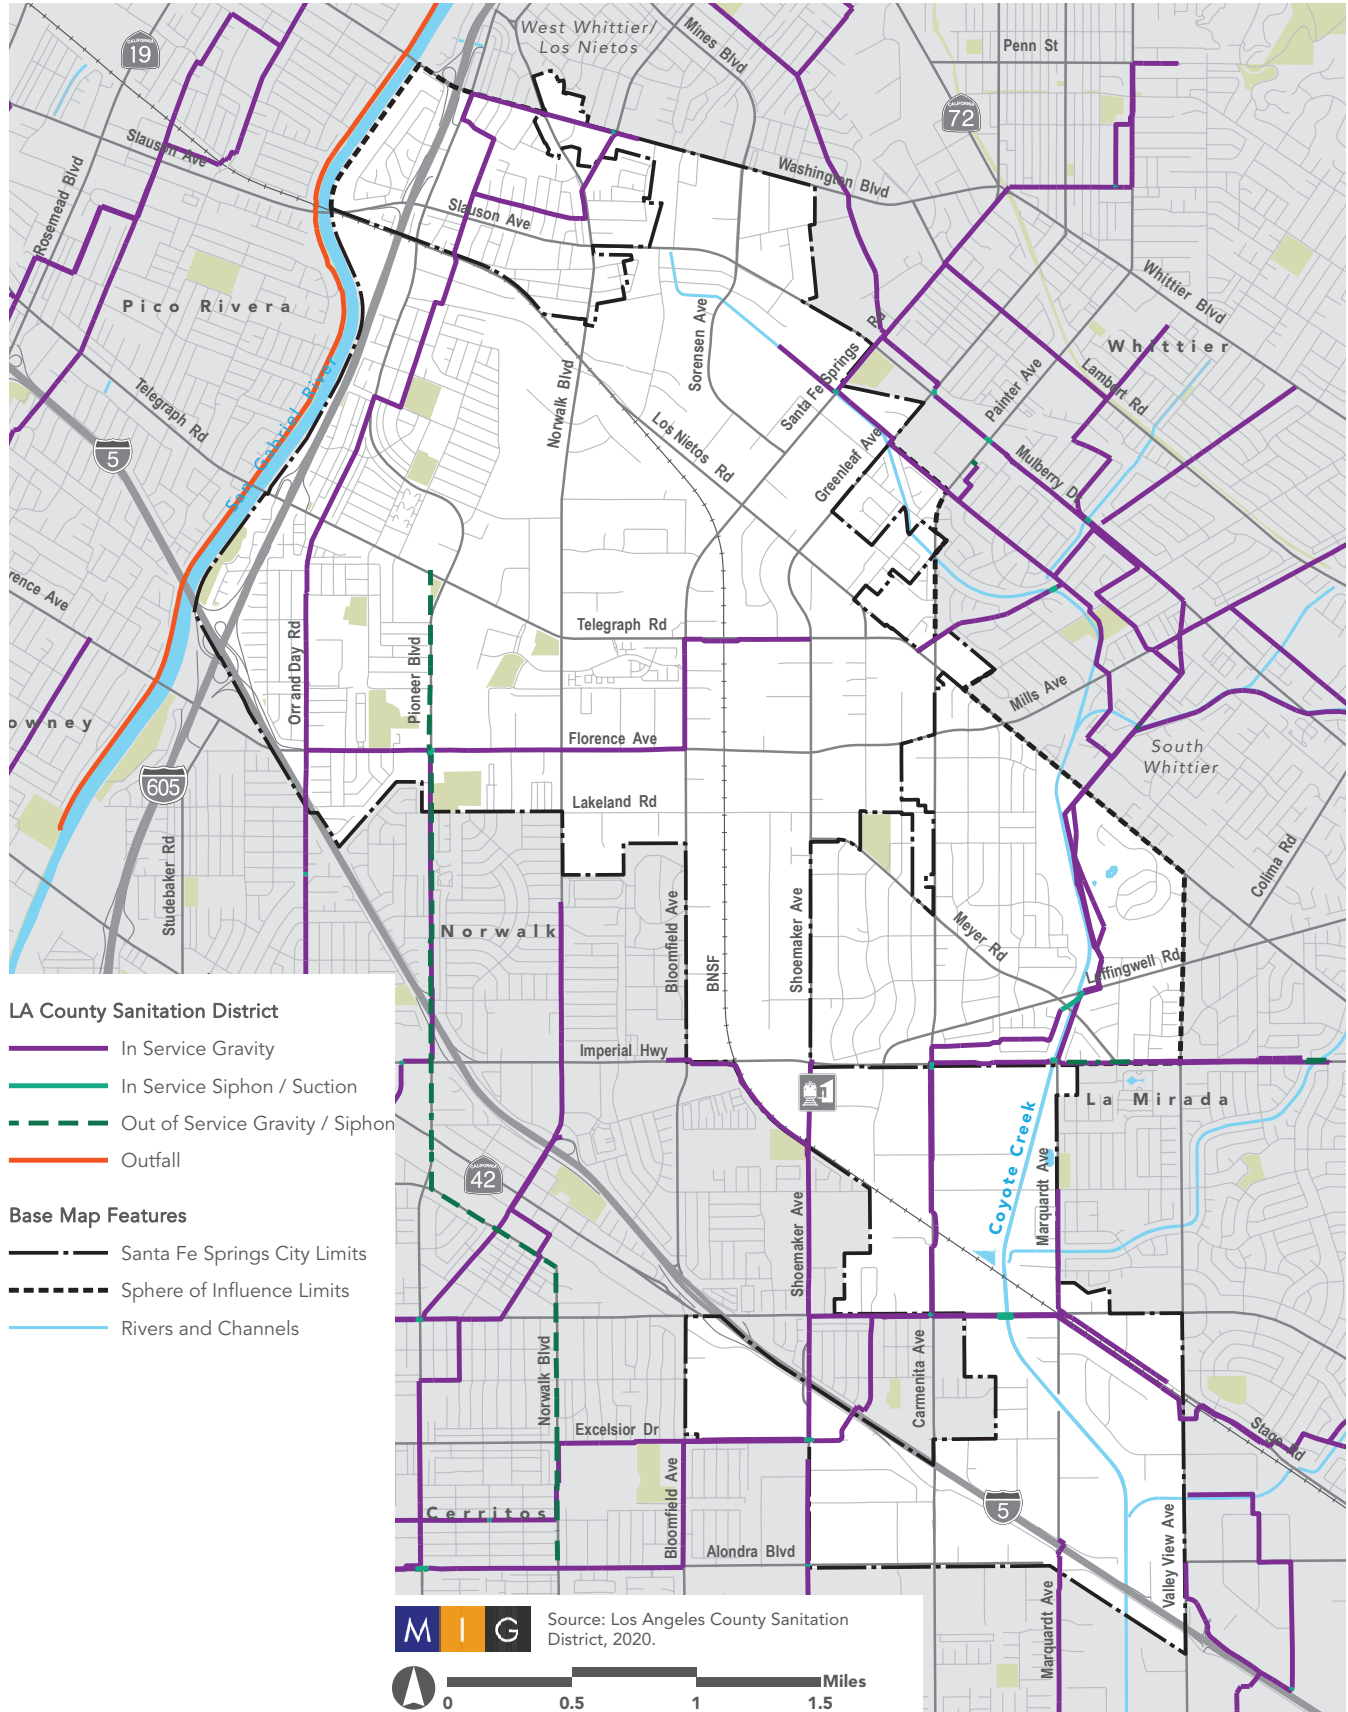 West Whittier/
Los Nietos
Mines Blvd
Penn St
CALIFORNIA
19
CALIFORNIA
72
Slauson Ave
Washington Blvd
Rosemead Blvd
Slauson Ave
Whittier Blvd
Pico Rivera
Sorensen Ave
Santa Fe Springs Rd
Whittier
Painter Ave
Lambert Rd
Telegraph Rd
San Gabriel River
Norwalk Blvd
Los Nietos Rd
Greenleaf Ave
Mulberry Dr
5
rence Ave
Telegraph Rd
Orr and Day Rd
Pioneer Blvd
Mills Ave
owney
Florence Ave
South
Whittier
605
Lakeland Rd
Studebaker Rd
Colima Rd
Norwalk
Bloomfield Ave
BNSF
Shoemaker Ave
Meyer Rd
Leffingwell Rd
LA County Sanitation District
In Service Gravity
In Service Siphon / Suction
Out of Service Gravity / Siphon
Outfall
Base Map Features
Santa Fe Springs City Limits
Sphere of Influence Limits
Rivers and Channels
Imperial Hwy
La Mirada
Coyote Creek
Marquardt Ave
CALIFORNIA
42
Shoemaker Ave
Norwalk Blvd
Carmenita Ave
Excelsior Dr
Stage Rd
Bloomfield Ave
Cerritos
5
Valley View Ave
Alondra Blvd
Marquardt Ave
M I G
Source: Los Angeles County Sanitation
District, 2020.
Miles
0 0.5 1 1.5